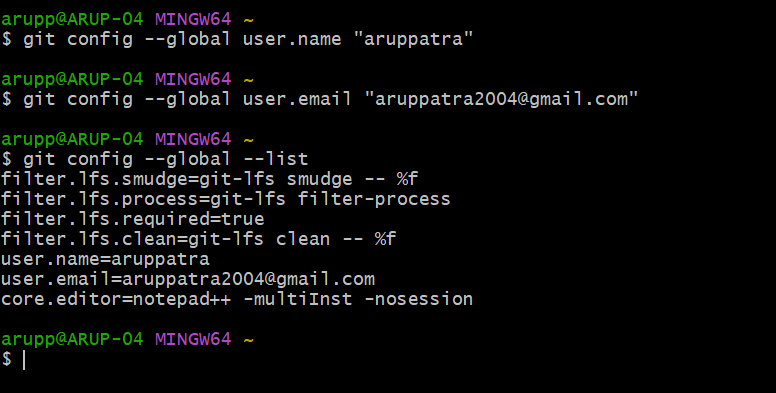 arupp@ARUP-04 MINGW64 ~
$ git config --global user.name "aruppatra"
arupp@ARUP-04 MINGW64 ~
$ git config --global user.email "aruppatra2004@gmail.com"
arupp@ARUP-04 MINGW64 ~
$ git config --global --list
filter.lfs.smudge=git-lfs smudge -- %f
filter.lfs.process=git-lfs filter-process
filter.lfs.required=true
filter.lfs.clean=git-lfs clean -- %f
user.name=aruppatra
user.email=aruppatra2004@gmail.com
core.editor=notepad++ -multiInst -nosession
arupp@ARUP-04 MINGW64 ~
$